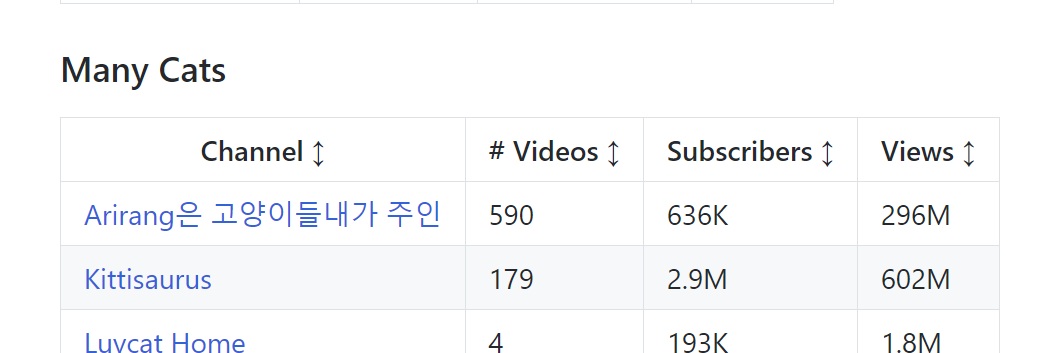 Many Cats
Channel ↕ # Videos ↕ Subscribers ↕ Views ↕
Arirang은 고양이들내가 주인 590 636K 296M
Kittisaurus 179 2.9M 602M
Luvcat Home 4 193K 1.8M